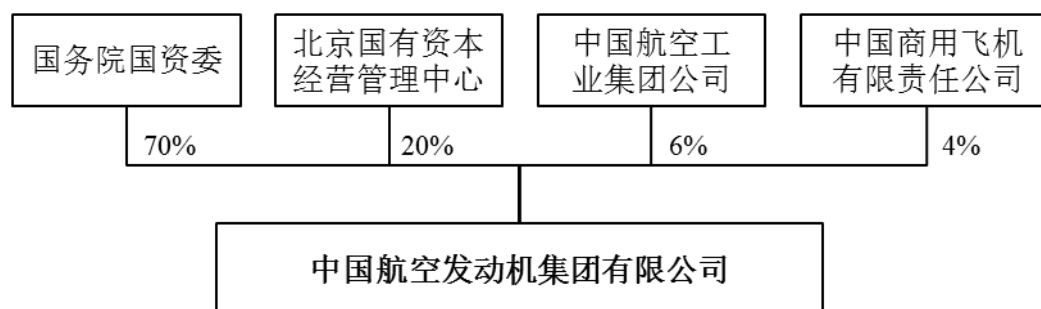 国务院国资委
北京国有资本
经营管理中心
中国航空工
业集团公司
中国商用飞机
有限责任公司
70%
20%
6%
4%
中国航空发动机集团有限公司